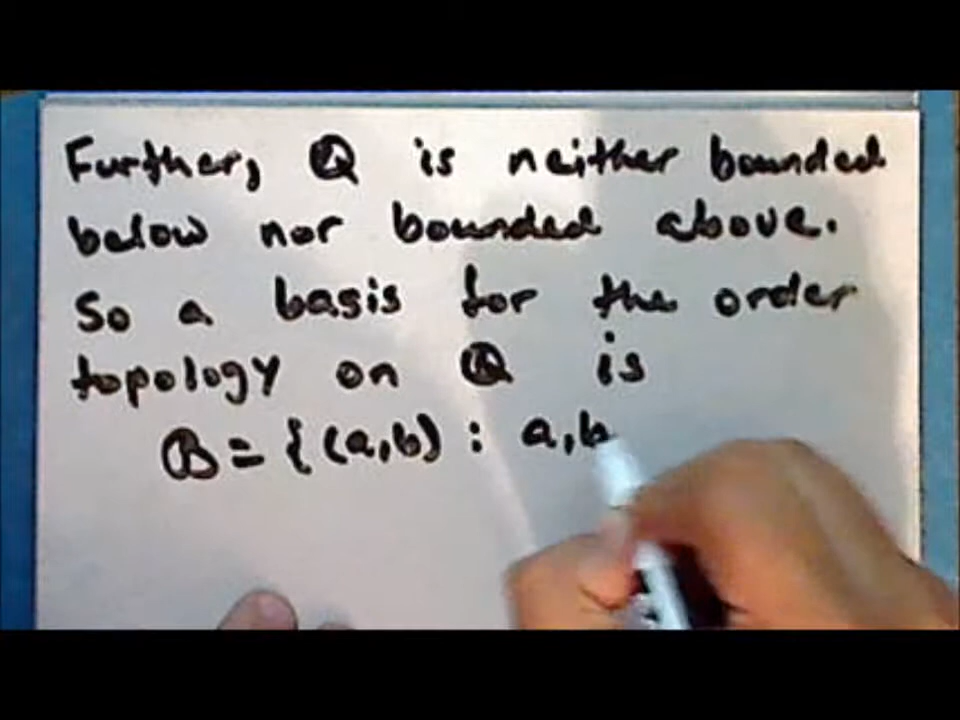 Further, ℚ is neither bounded
below nor bounded above.
So a basis for the order
topology on ℚ is
ℬ = {(a,b) : a,b